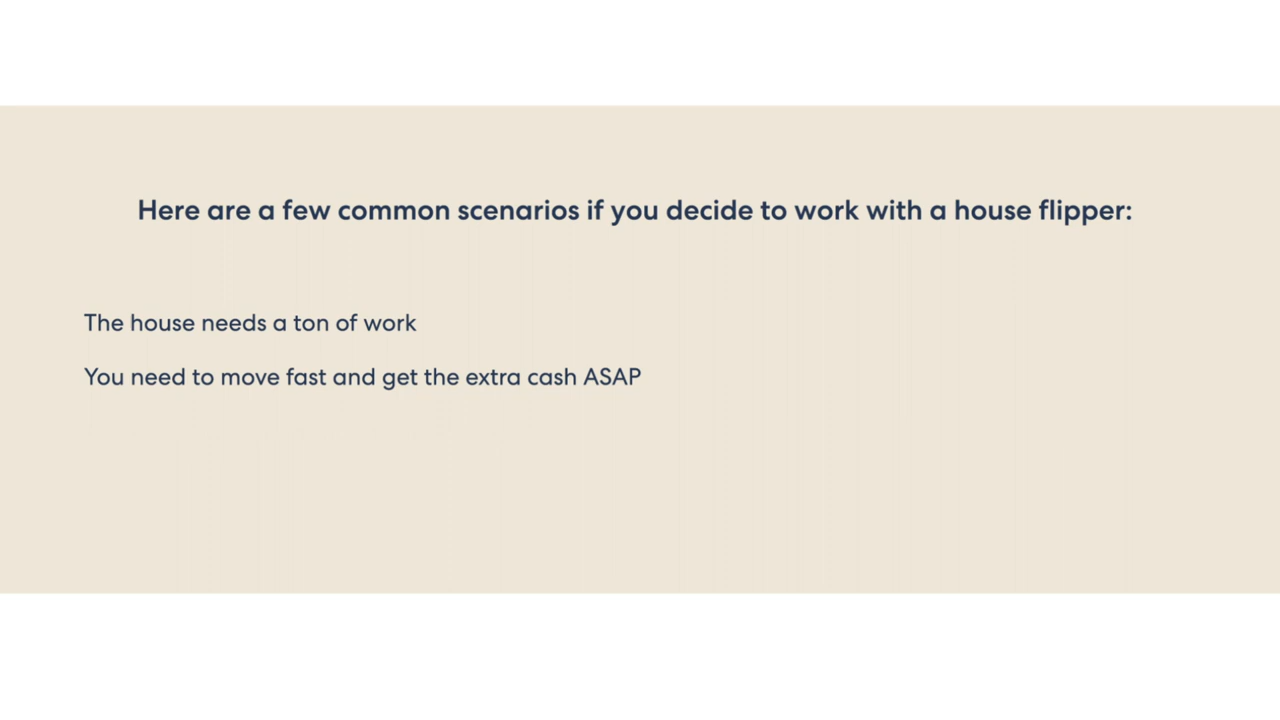 Here are a few common scenarios if you decide to work with a house flipper:
The house needs a ton of work
You need to move fast and get the extra cash ASAP